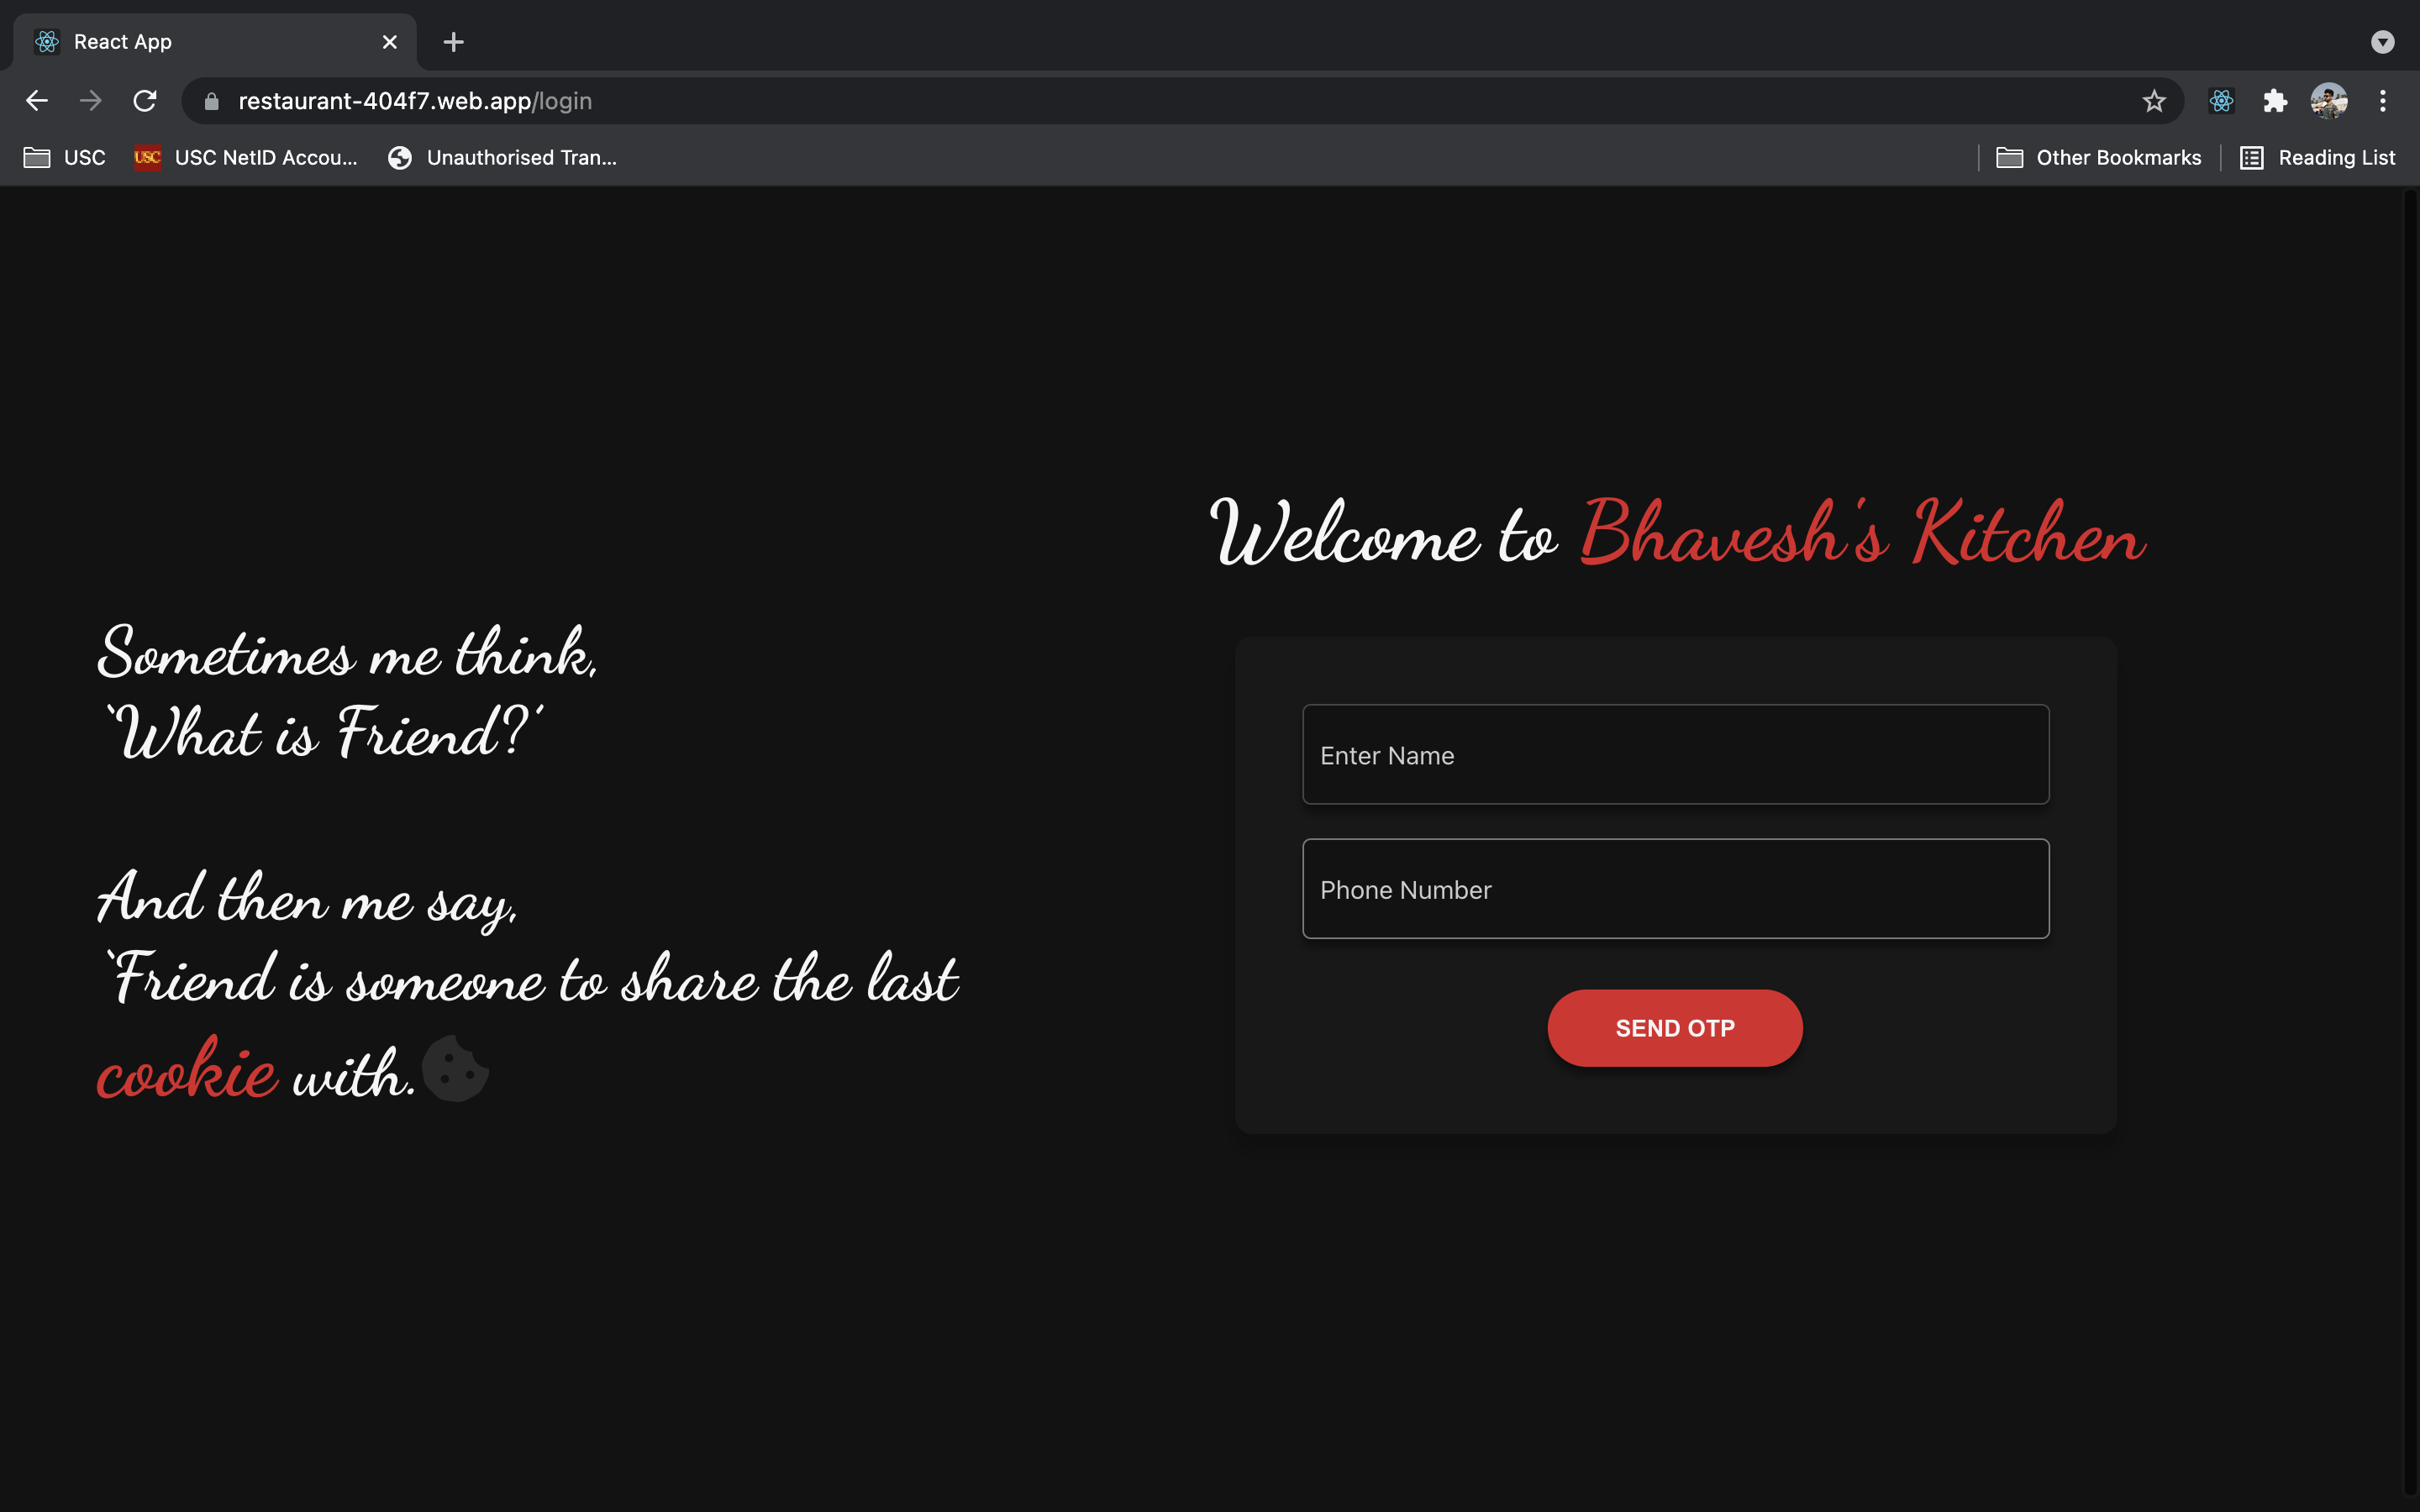 React App
restaurant-404f7.web.app/login
USC
USC
USC NetID Accou...
Unauthorised Tran...
Other Bookmarks
Reading List
Sometimes me think,
‘What is Friend?’
And then me say,
‘Friend is someone to share the last
cookie with.
Welcome to Bhavesh's Kitchen
Enter Name
Phone Number
SEND OTP